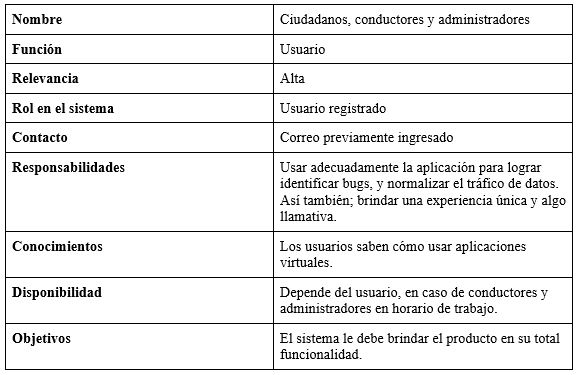 Nombre Ciudadanos, conductores y administradores
Función Usuario
Relevancia Alta
Rol en el sistema Usuario registrado
Contacto Correo previamente ingresado
Responsabilidades Usar adecuadamente la aplicación para lograr
identificar bugs, y normalizar el tráfico de datos.
Así también; brindar una experiencia única y algo
llamativa.
Conocimientos Los usuarios saben cómo usar aplicaciones
virtuales.
Disponibilidad Depende del usuario, en caso de conductores y
administradores en horario de trabajo.
Objetivos El sistema le debe brindar el producto en su total
funcionalidad.